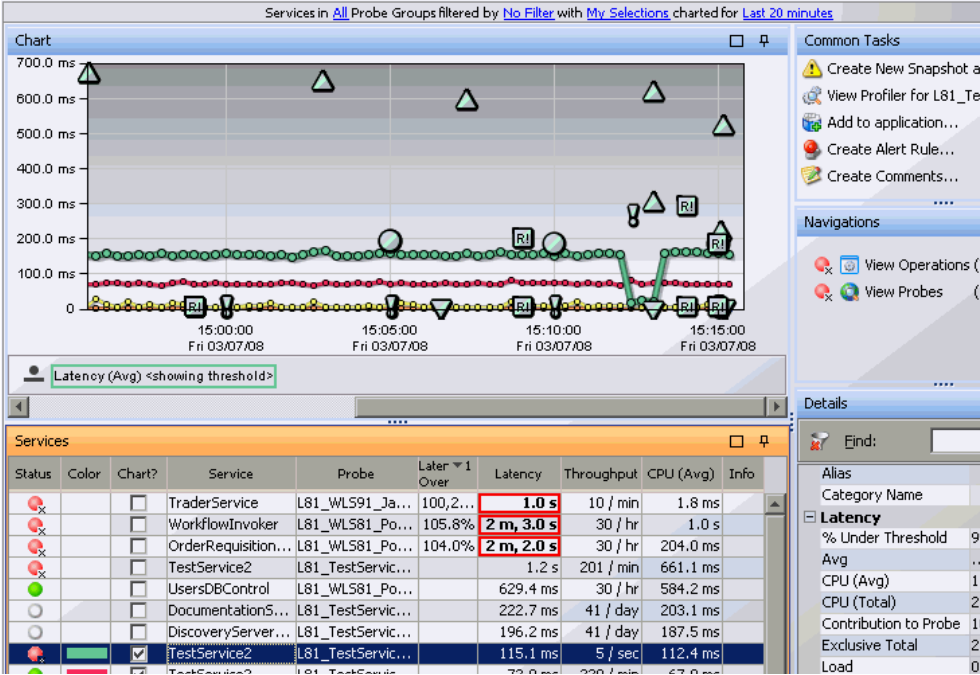 Services in All Probe Groups filtered by No Filter with My Selections charted for Last 20 minutes
Chart
700.0 ms
600.0 ms
500.0 ms
400.0 ms
300.0 ms
200.0 ms
100.0 ms
0
R! R! R! R! R! R!
15:00:00 15:05:00 15:10:00 15:15:00
Fri 03/07/08 Fri 03/07/08 Fri 03/07/08 Fri 03/07/08
Latency (Avg) <showing threshold>
Common Tasks
Create New Snapshot a
View Profiler for L81_Te
Add to application...
Create Alert Rule...
Create Comments...
Navigations
View Operations (
View Probes (
Services
Status Color Chart? Service Probe Later 1 Over Latency Throughput CPU (Avg) Info
TraderService L81_WLS91_Ja... 100,2... 1.0 s 10 / min 1.8 ms
WorkflowInvoker L81_WLS81_Po... 105.8% 2 m, 3.0 s 30 / hr 1.0 s
OrderRequisition... L81_WLS81_Po... 104.0% 2 m, 2.0 s 30 / hr 204.0 ms
TestService2 L81_TestServic... 1.2 s 201 / min 661.1 ms
UsersDBControl L81_WLS81_Po... 629.4 ms 30 / hr 584.2 ms
DocumentationS... L81_TestServic... 222.7 ms 41 / day 203.1 ms
DiscoveryServer... L81_TestServic... 196.2 ms 41 / day 187.5 ms
TestService2 L81_TestServic... 115.1 ms 5 / sec 112.4 ms
Details
Find:
Alias
Category Name
Latency
% Under Threshold 9
Avg ..
CPU (Avg) 1
CPU (Total) 2
Contribution to Probe 1
Exclusive Total 2
Load 0